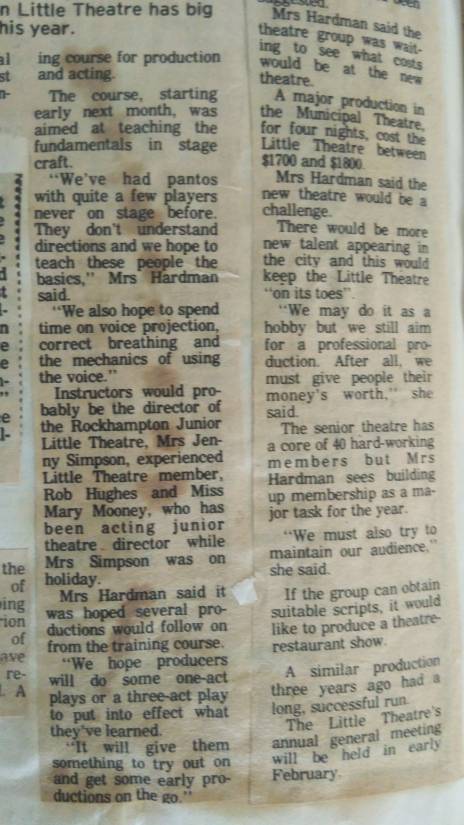 n Little Theatre has big
his year.
ing course for production
and acting.
The course, starting
early next month, was
aimed at teaching the
fundamentals in stage
craft.
"We've had pantos
with quite a few players
never on stage before.
They don't understand
directions and we hope to
teach these people the
basics," Mrs Hardman
said.
"We also hope to spend
time on voice projection,
correct breathing and
the mechanics of using
the voice."
Instructors would pro-
bably be the director of
the Rockhampton Junior
Little Theatre, Mrs Jen-
ny Simpson, experienced
Little Theatre member,
Rob Hughes and Miss
Mary Mooney, who has
been acting junior
theatre director while
Mrs Simpson was on
holiday.
Mrs Hardman said it
was hoped several pro-
ductions would follow on
from the training course.
"We hope producers
will do some one-act
plays or a three-act play
to put into effect what
they've learned.
"It will give them
something to try out on
and get some early pro-
ductions on the go."
suggested.
Mrs Hardman said the
theatre group was wait-
ing to see what costs
would be at the new
theatre.
A major production in
the Municipal Theatre,
for four nights, cost the
Little Theatre between
$1700 and $1800.
Mrs Hardman said the
new theatre would be a
challenge.
There would be more
new talent appearing in
the city and this would
keep the Little Theatre
"on its toes".
"We may do it as a
hobby but we still aim
for a professional pro-
duction. After all, we
must give people their
money's worth," she
said.
The senior theatre has
a core of 40 hard-working
members but Mrs
Hardman sees building
up membership as a ma-
jor task for the year.
"We must also try to
maintain our audience,"
she said.
If the group can obtain
suitable scripts, it would
like to produce a theatre-
restaurant show.
A similar production
three years ago had a
long, successful run.
The Little Theatre's
annual general meeting
will be held in early
February.
the
of
ing
rion
of
ave
re-
. A